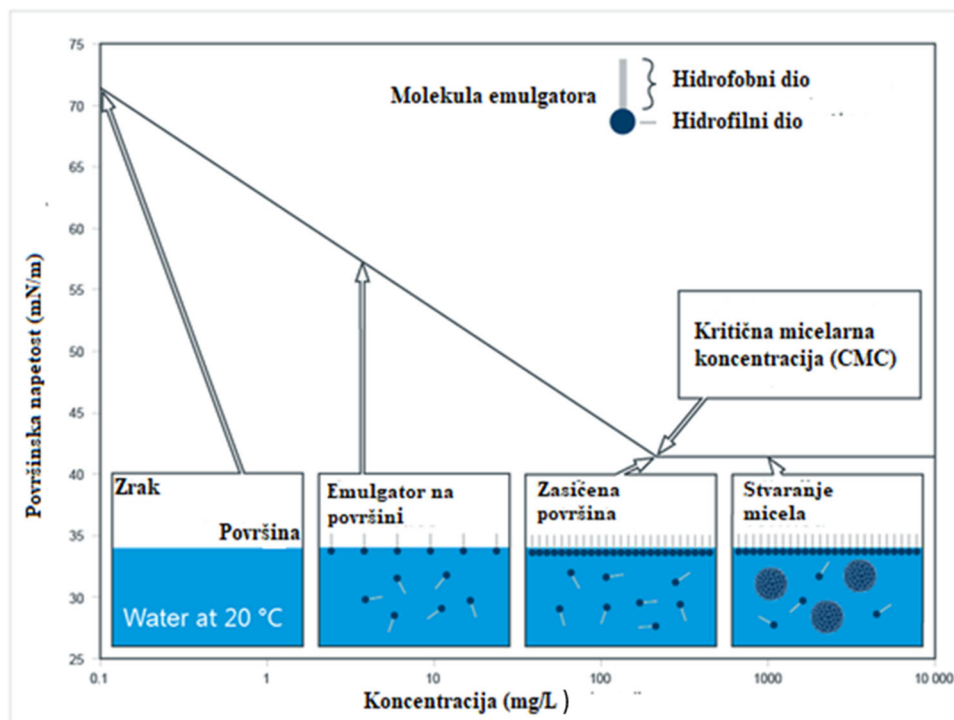 75
70
65
60
55
50
45
40
35
30
25
Površinska napetost (mN/m)
Molekula emulgatora
Hidrofobni dio
Hidrofilni dio
Kritična micelarna
koncentracija (CMC)
Zrak
Površina
Water at 20 °C
Emulgator na
površini
Zasićena
površina
Stvaranje
micela
0.1
1
10
100
1000
10 000
Koncentracija (mg/L)